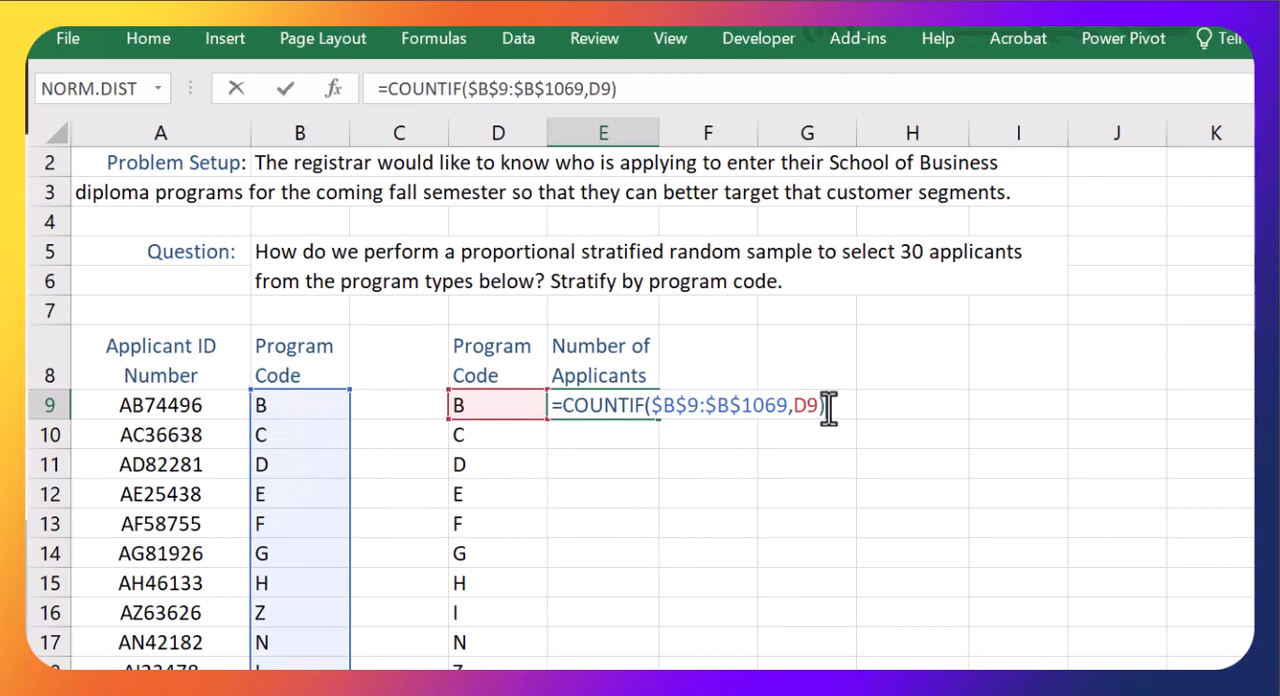 File Home Insert Page Layout Formulas Data Review View Developer Add-ins Help Acrobat Power Pivot Tell
NORM.DIST fx =COUNTIF($B$9:$B$1069,D9)
A B C D E F G H I J K
2 Problem Setup: The registrar would like to know who is applying to enter their School of Business
3 diploma programs for the coming fall semester so that they can better target that customer segments.
4
5 Question: How do we perform a proportional stratified random sample to select 30 applicants
6 from the program types below? Stratify by program code.
7
Applicant ID Program Program Number of
8 Number Code Code Applicants
9 AB74496 B B =COUNTIF($B$9:$B$1069,D9)
10 AC36638 C C
11 AD82281 D D
12 AE25438 E E
13 AF58755 F F
14 AG81926 G G
15 AH46133 H H
16 AZ63626 Z I
17 AN42182 N N